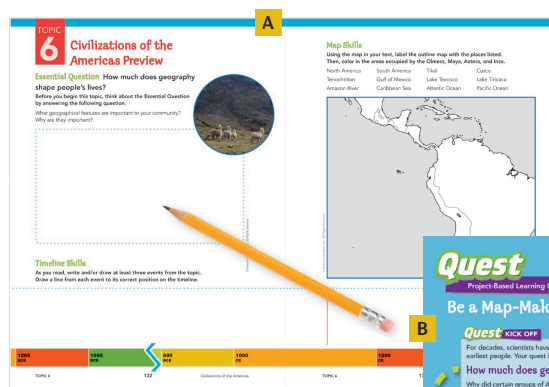 A
TOPIC
6
Civilizations of the
Americas Preview
Essential Question How much does geography
shape people's lives?
Before you begin this topic, think about the Essential Question
by answering the following question.
What geographical features are important to your community?
Why are they important?
Timeline Skills
As you read, write and/or draw at least three events from the topic.
Draw a line from each event to its correct position on the timeline.
Map Skills
Using the map in your text, label the outline map with the places listed.
Then, color in the areas occupied by the Olmecs, Maya, Aztecs, and Inca.
North America South America Tikal Cuzco
Tenochtitlan Gulf of Mexico Lake Texcoco Lake Titicaca
Amazon River Caribbean Sea Atlantic Ocean Pacific Ocean
1200
BCE
1000
BCE
800
CE
1000
CE
1200
CE
TOPIC 6 132 Civilizations of the Americas
TOPIC 6
B
Quest
Project-Based Learning
Be a Map-Mak
Quest KICK OFF
For decades, scientists have
earliest people. Your quest i
How much does ge
Why did certain groups of p